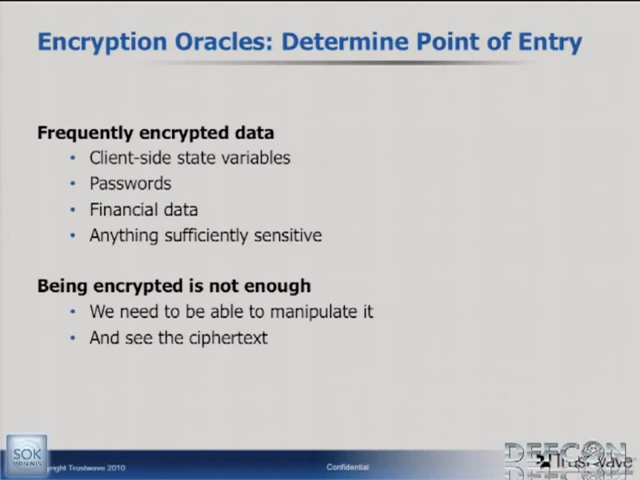 Encryption Oracles: Determine Point of Entry
Frequently encrypted data
• Client-side state variables
• Passwords
• Financial data
• Anything sufficiently sensitive
Being encrypted is not enough
• We need to be able to manipulate it
• And see the ciphertext
SOK
Trustwave 2010
Confidential
DEFCON
Trustwave